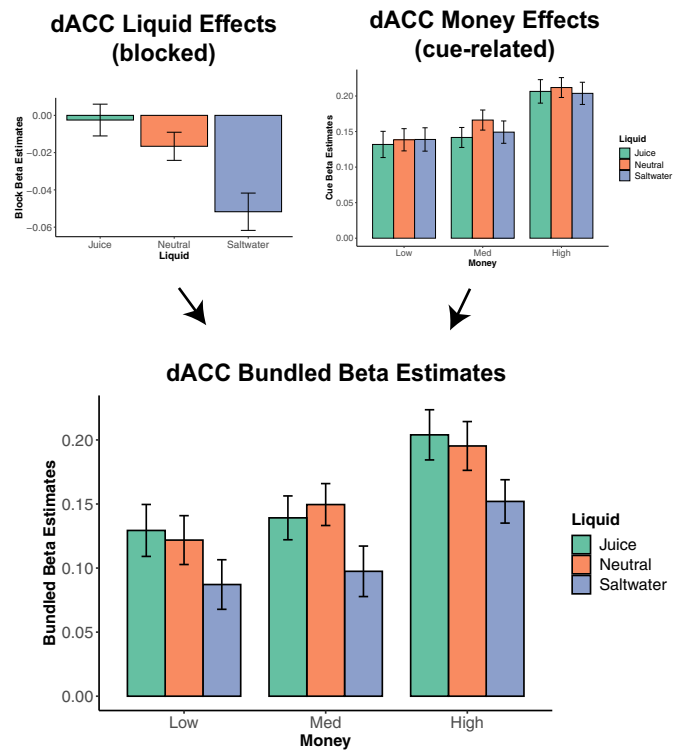 dACC Liquid Effects
(blocked)
dACC Money Effects
(cue-related)
Block Beta Estimates
0.00
−0.02
−0.04
−0.06
Juice
Neutral
Saltwater
Liquid
Cue Beta Estimates
0.20
0.15
0.10
0.05
0.00
Low
Med
High
Money
Liquid
Juice
Neutral
Saltwater
dACC Bundled Beta Estimates
Bundled Beta Estimates
0.20
0.15
0.10
0.05
0.00
Low
Med
High
Money
Liquid
Juice
Neutral
Saltwater